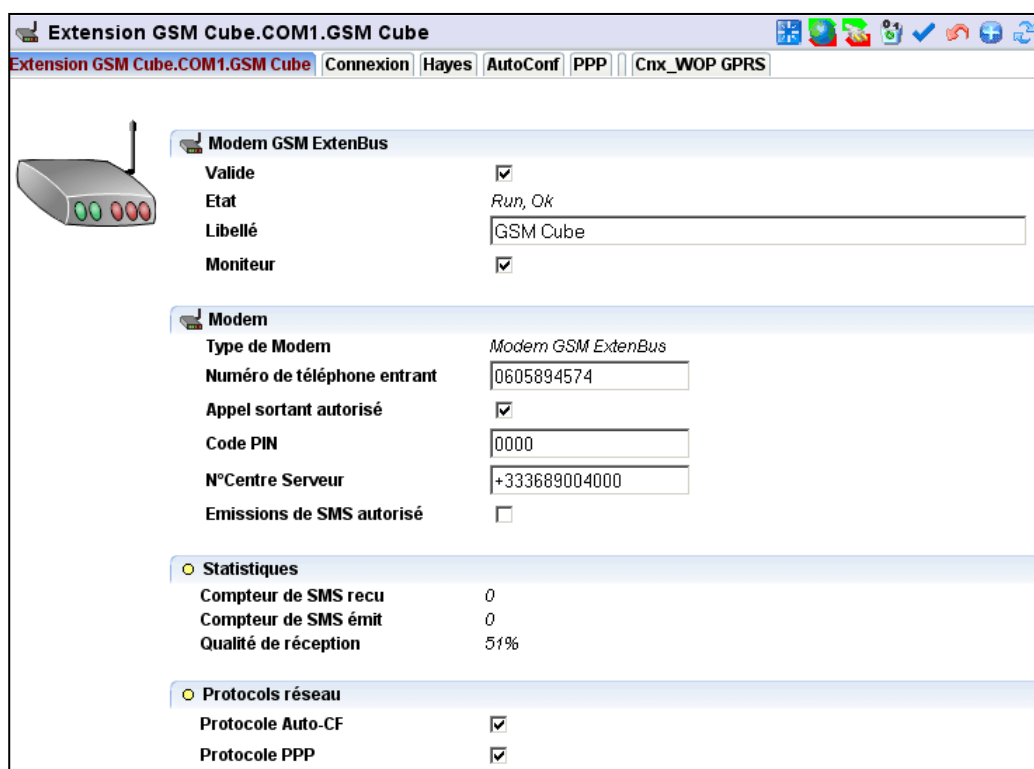 Extension GSM Cube.COM1.GSM Cube
Extension GSM Cube.COM1.GSM Cube Connexion Hayes AutoConf PPP Cnx_WOP GPRS
Modem GSM ExtenBus
Valide
Etat Run, Ok
Libellé GSM Cube
Moniteur
Modem
Type de Modem Modem GSM ExtenBus
Numéro de téléphone entrant 0605894574
Appel sortant autorisé
Code PIN 0000
N°Centre Serveur +333689004000
Emissions de SMS autorisé
Statistiques
Compteur de SMS recu 0
Compteur de SMS émit 0
Qualité de réception 51%
Protocols réseau
Protocole Auto-CF
Protocole PPP